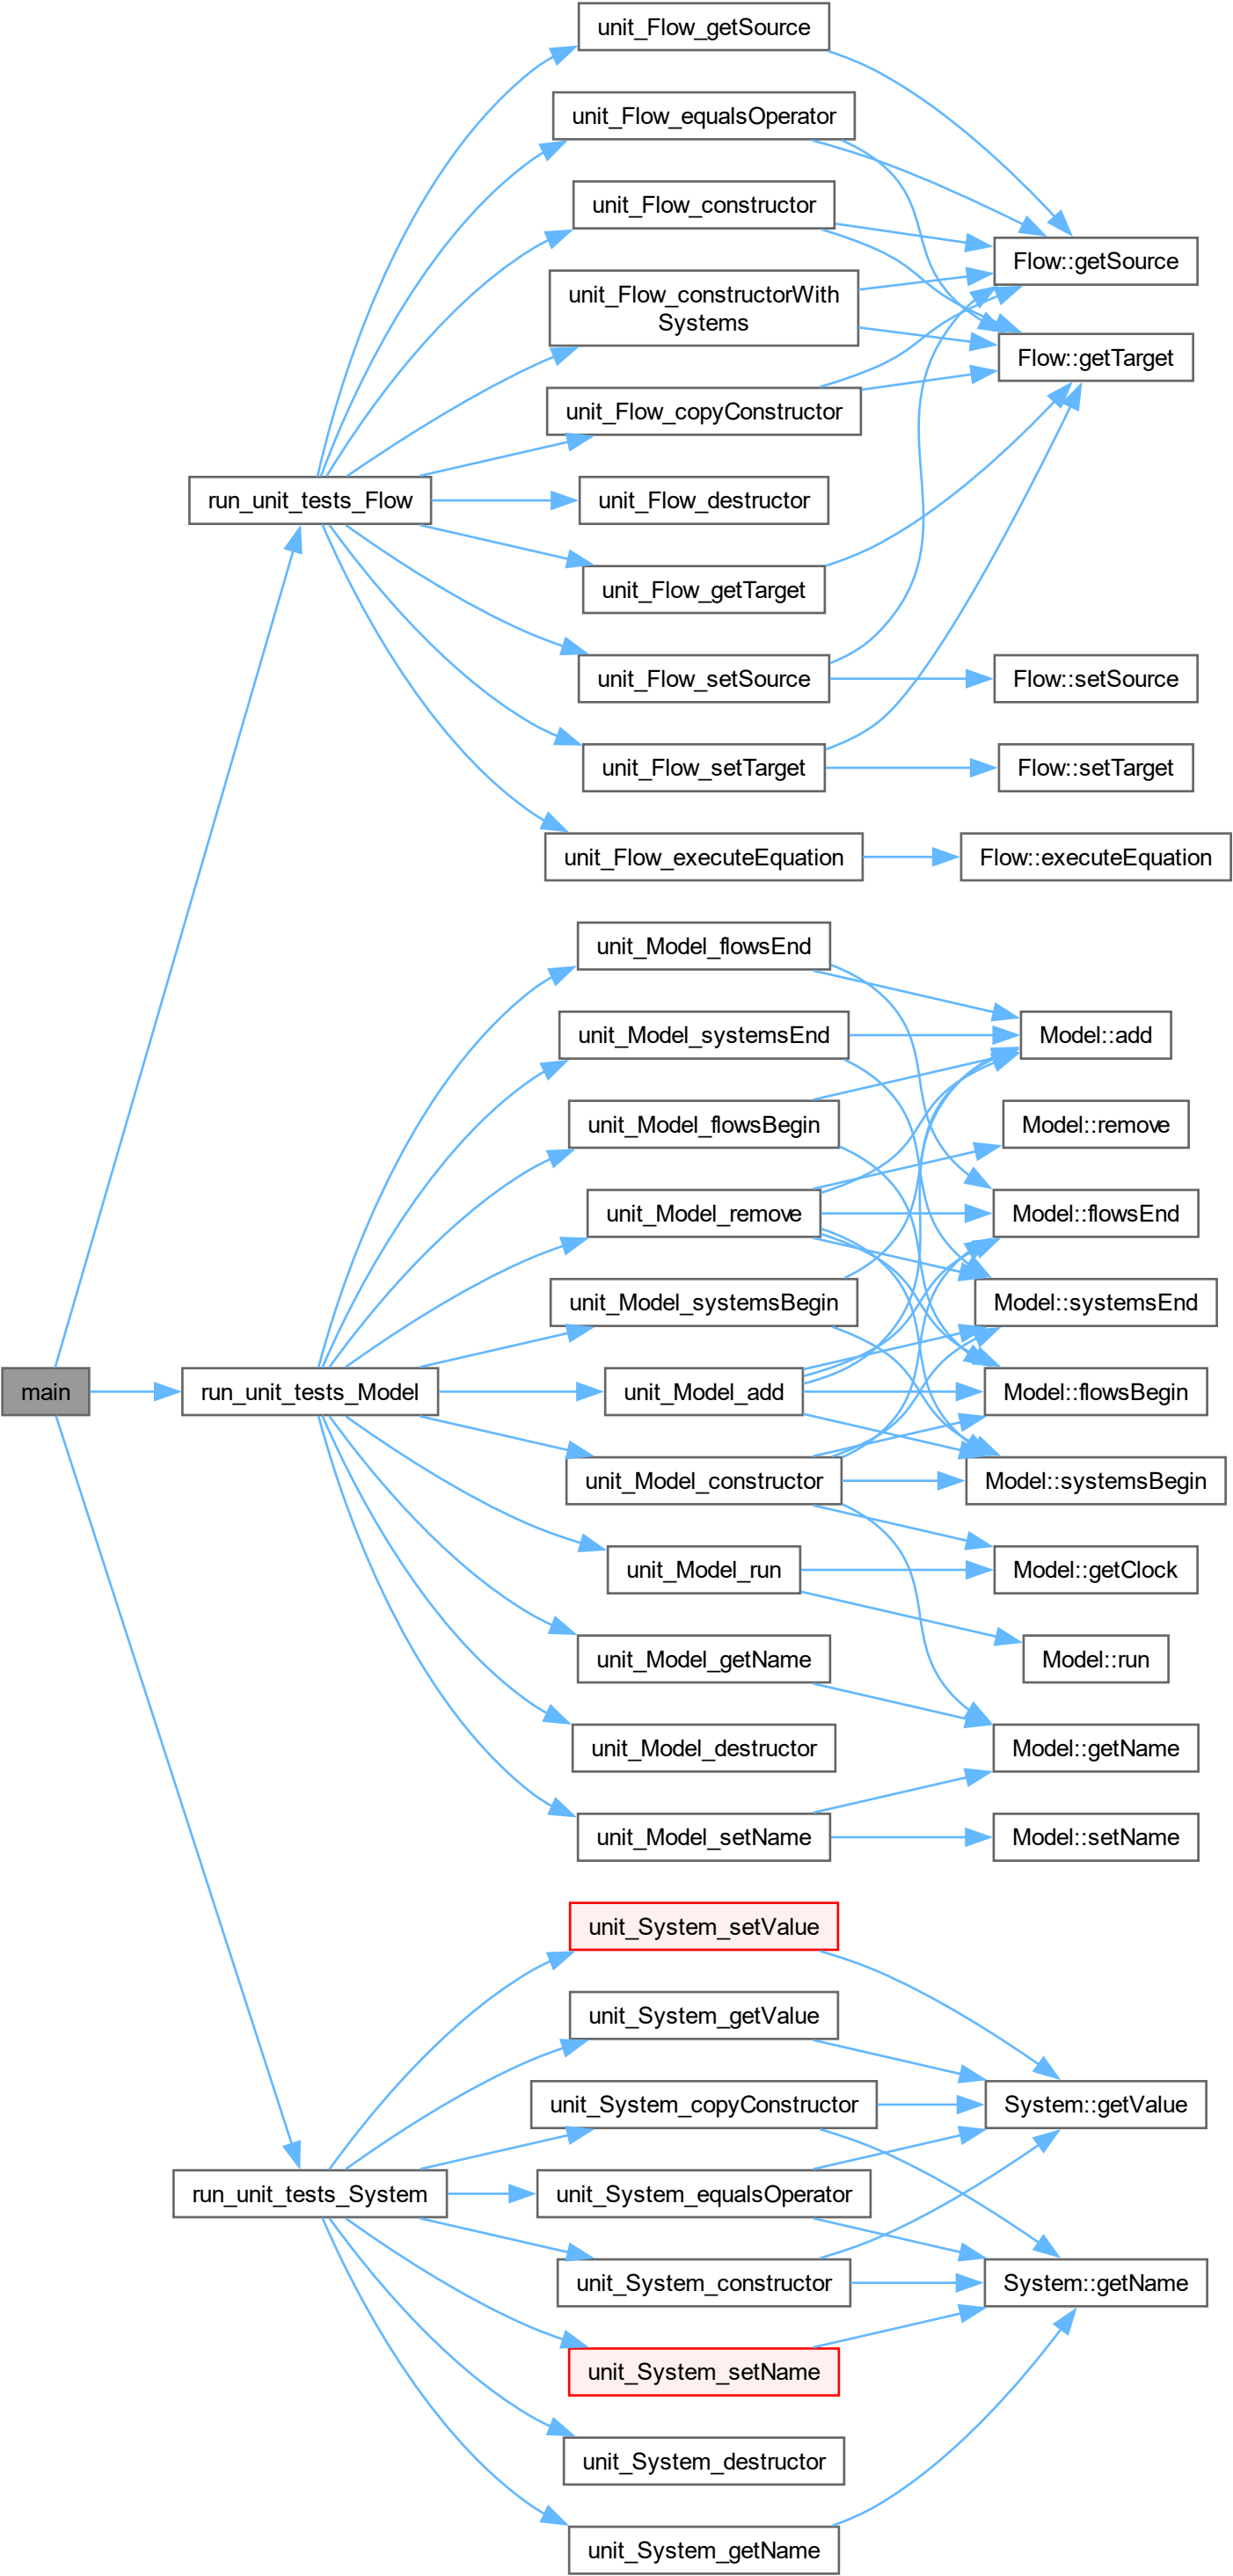 unit_Flow_getSource
unit_Flow_equalsOperator
unit_Flow_constructor
Flow::getSource
unit_Flow_constructorWith
Systems
Flow::getTarget
unit_Flow_copyConstructor
run_unit_tests_Flow
unit_Flow_destructor
unit_Flow_getTarget
unit_Flow_setSource
Flow::setSource
unit_Flow_setTarget
Flow::setTarget
unit_Flow_executeEquation
Flow::executeEquation
unit_Model_flowsEnd
unit_Model_systemsEnd
Model::add
unit_Model_flowsBegin
Model::remove
unit_Model_remove
Model::flowsEnd
unit_Model_systemsBegin
Model::systemsEnd
main
run_unit_tests_Model
unit_Model_add
Model::flowsBegin
unit_Model_constructor
Model::systemsBegin
unit_Model_run
Model::getClock
unit_Model_getName
Model::run
unit_Model_destructor
Model::getName
unit_Model_setName
Model::setName
unit_System_setValue
unit_System_getValue
unit_System_copyConstructor
System::getValue
run_unit_tests_System
unit_System_equalsOperator
unit_System_constructor
System::getName
unit_System_setName
unit_System_destructor
unit_System_getName